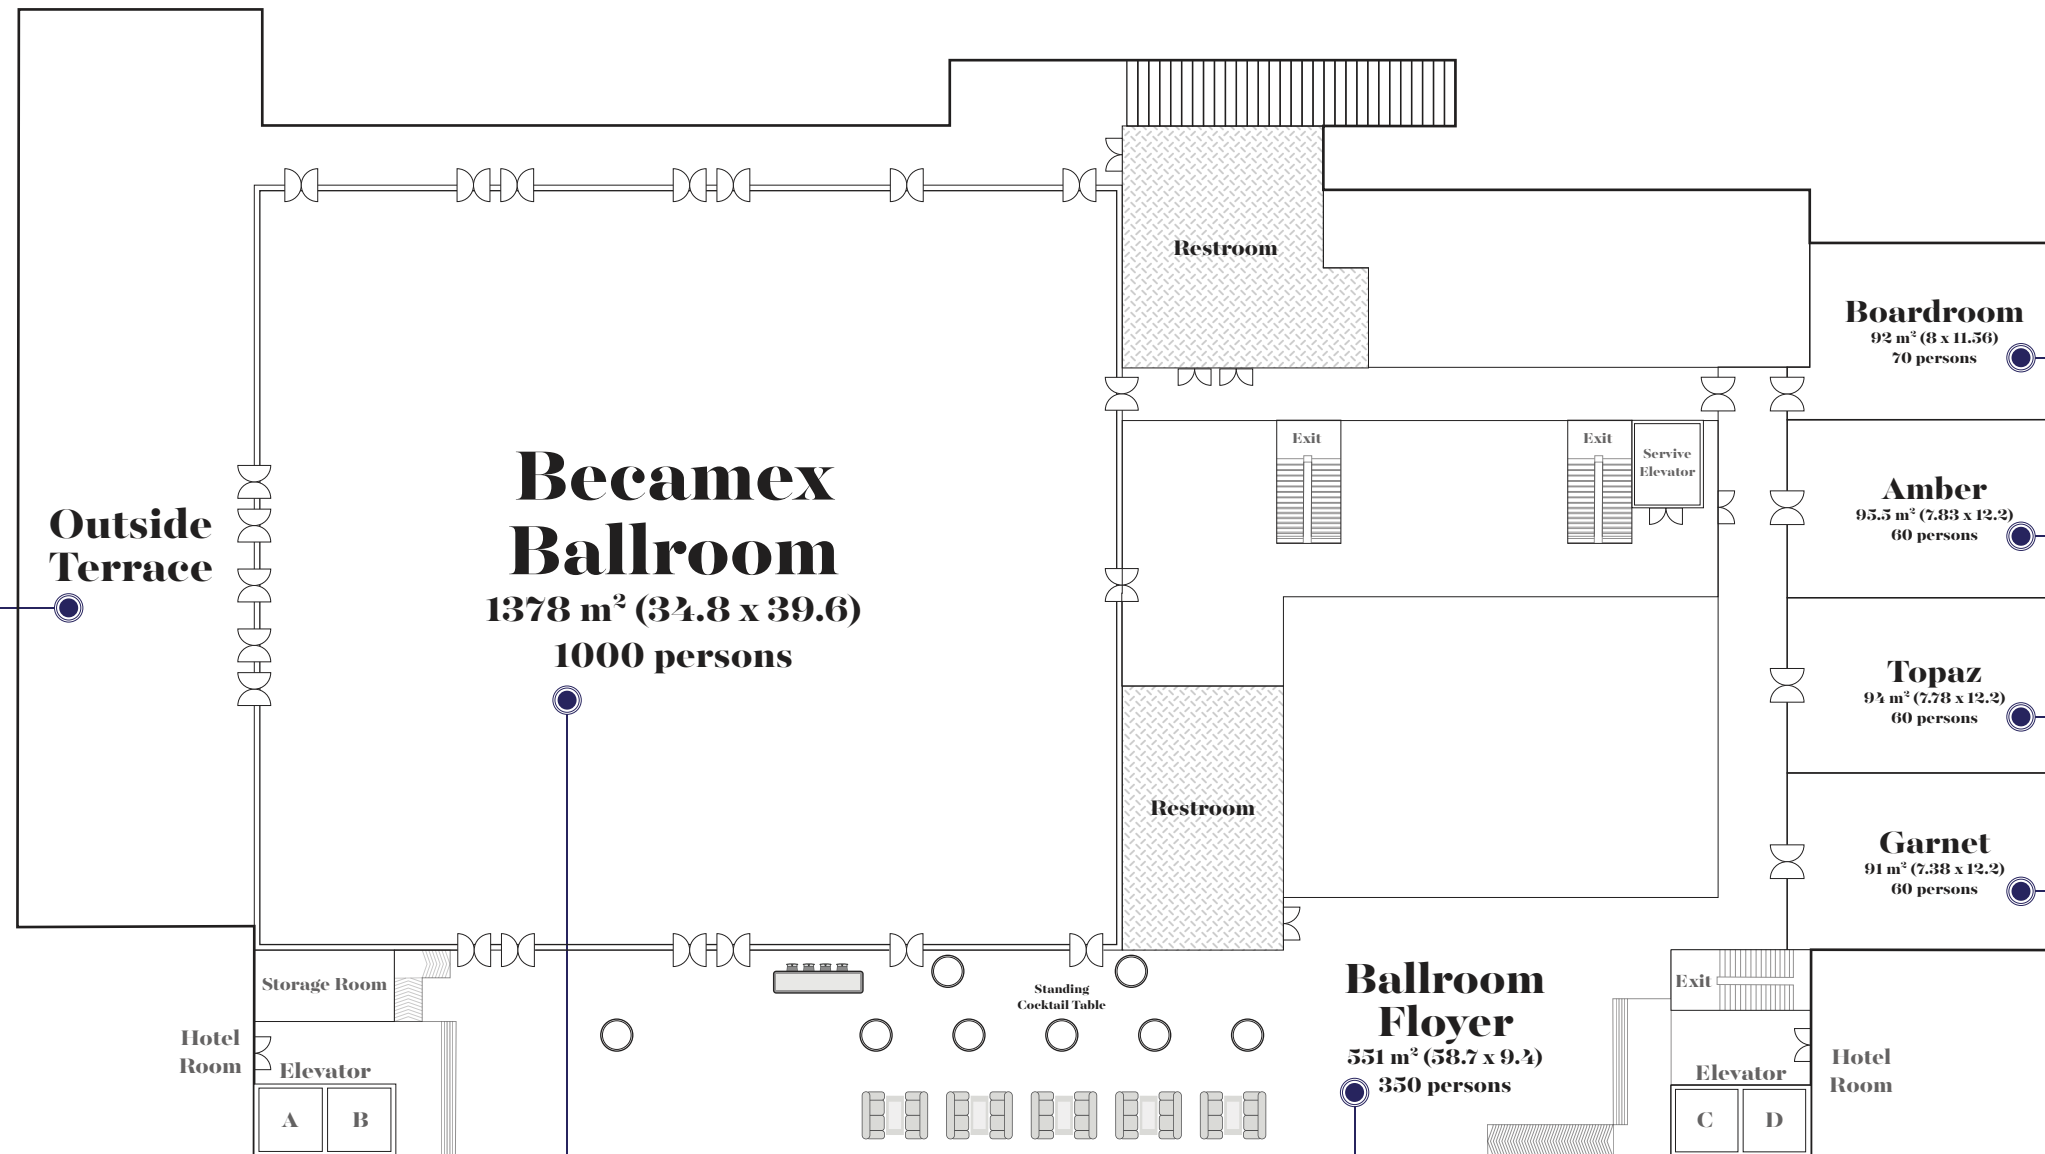 Restroom
Boardroom
92 m² (8 x 11.56)
70 persons
Exit
Exit
Servive
Elevator
Becamex
Ballroom
1378 m² (34.8 x 39.6)
1000 persons
Outside
Terrace
Amber
95.5 m² (7.83 x 12.2)
60 persons
Topaz
94 m² (7.78 x 12.2)
60 persons
Restroom
Garnet
91 m² (7.38 x 12.2)
60 persons
Storage Room
Standing
Cocktail Table
Ballroom
Floyer
551 m² (58.7 x 9.4)
350 persons
Exit
Hotel
Room
Elevator
A
B
Elevator
C
D
Hotel
Room